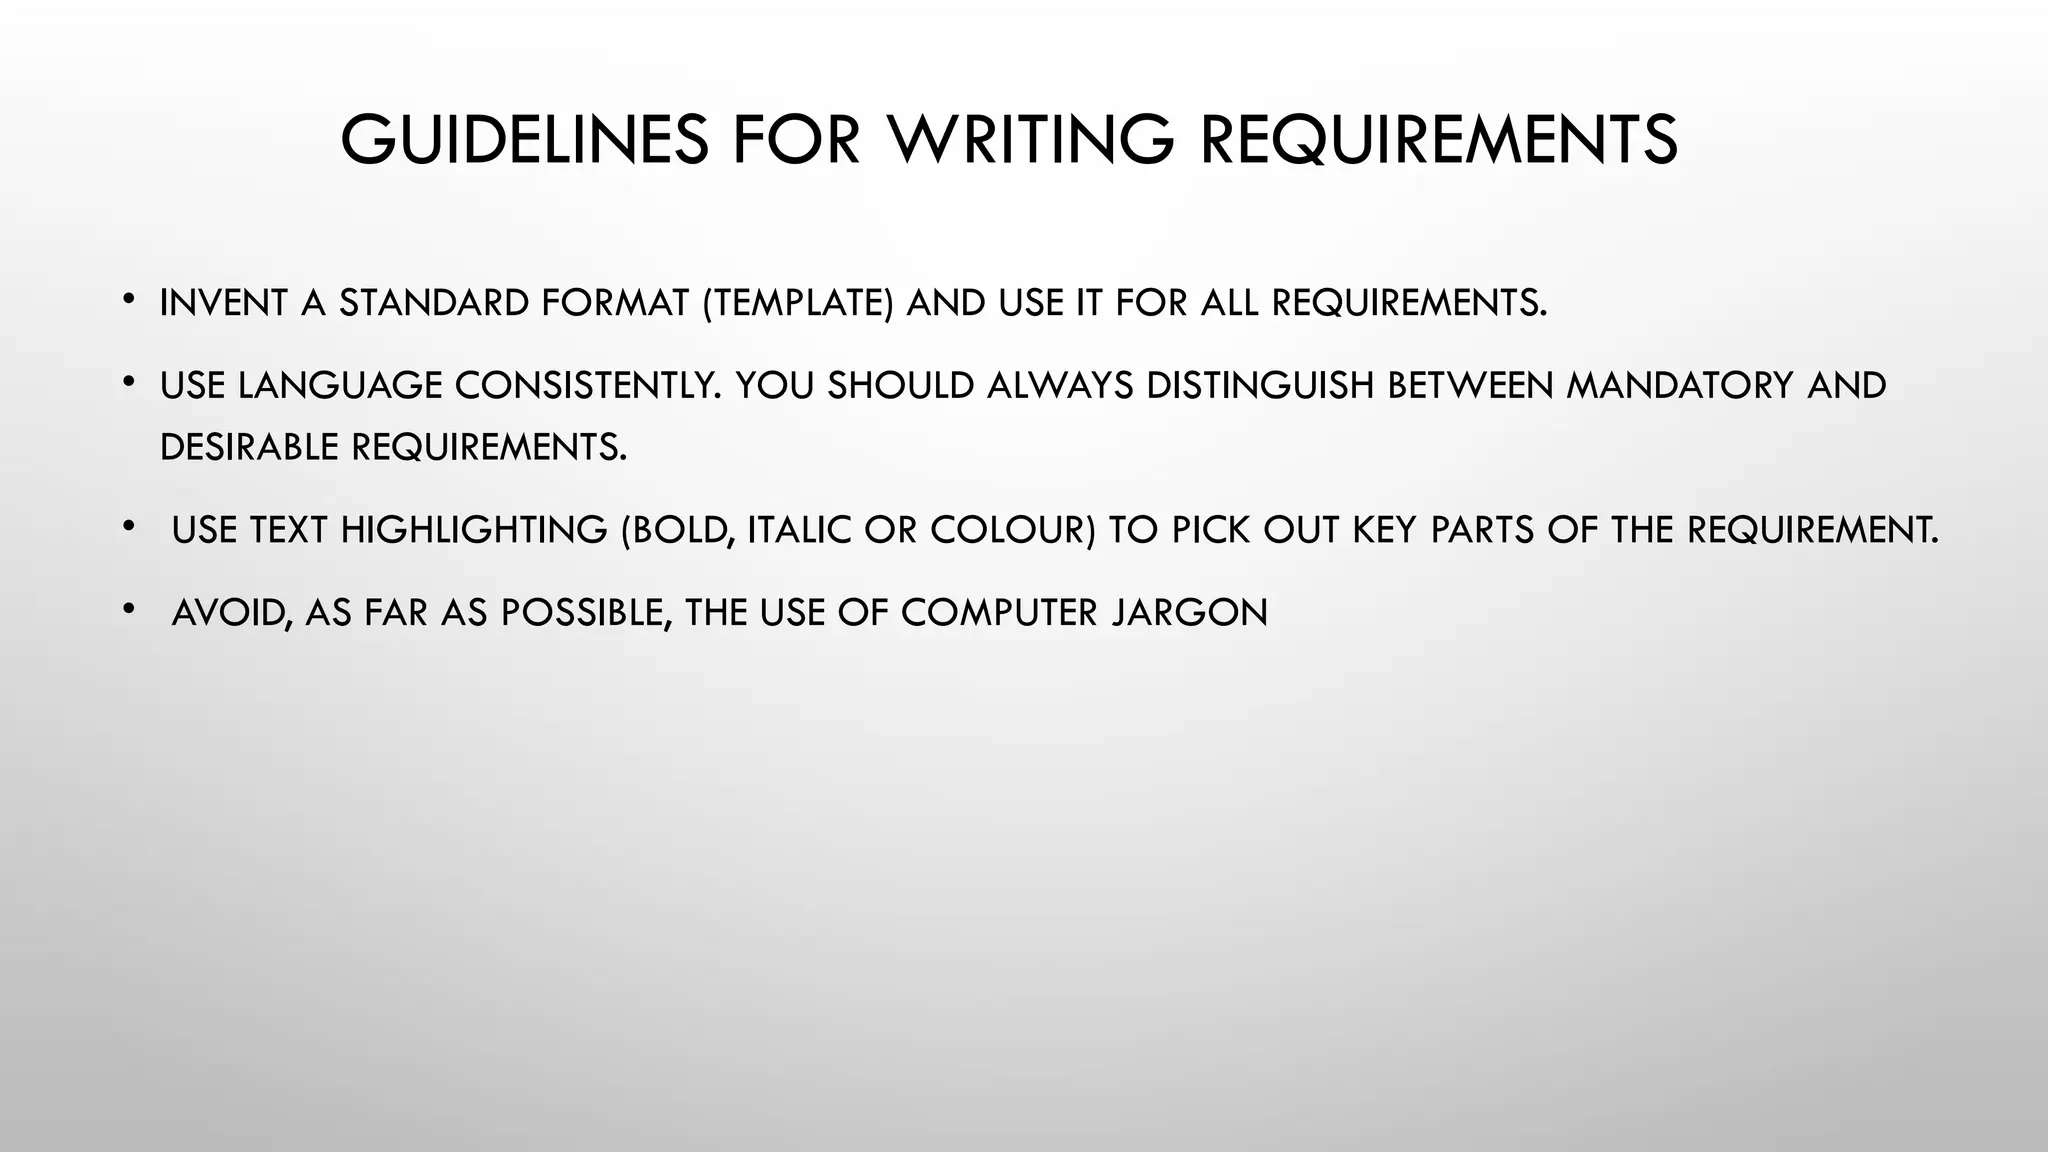 GUIDELINES FOR WRITING REQUIREMENTS
• INVENT A STANDARD FORMAT (TEMPLATE) AND USE IT FOR ALL REQUIREMENTS.
• USE LANGUAGE CONSISTENTLY. YOU SHOULD ALWAYS DISTINGUISH BETWEEN MANDATORY AND
DESIRABLE REQUIREMENTS.
• USE TEXT HIGHLIGHTING (BOLD, ITALIC OR COLOUR) TO PICK OUT KEY PARTS OF THE REQUIREMENT.
• AVOID, AS FAR AS POSSIBLE, THE USE OF COMPUTER JARGON